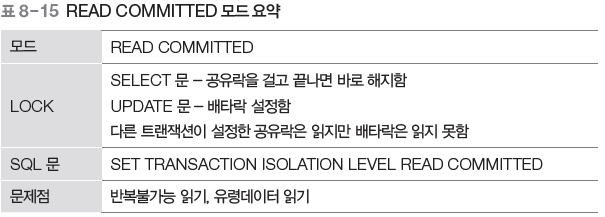 표 8-15 READ COMMITTED 모드 요약
모드 READ COMMITTED
LOCK
SELECT 문 – 공유락을 걸고 끝나면 바로 해지함
UPDATE 문 – 배타락 설정함
다른 트랜잭션이 설정한 공유락은 읽지만 배타락은 읽지 못함
SQL 문 SET TRANSACTION ISOLATION LEVEL READ COMMITTED
문제점 반복불가능 읽기, 유령데이터 읽기